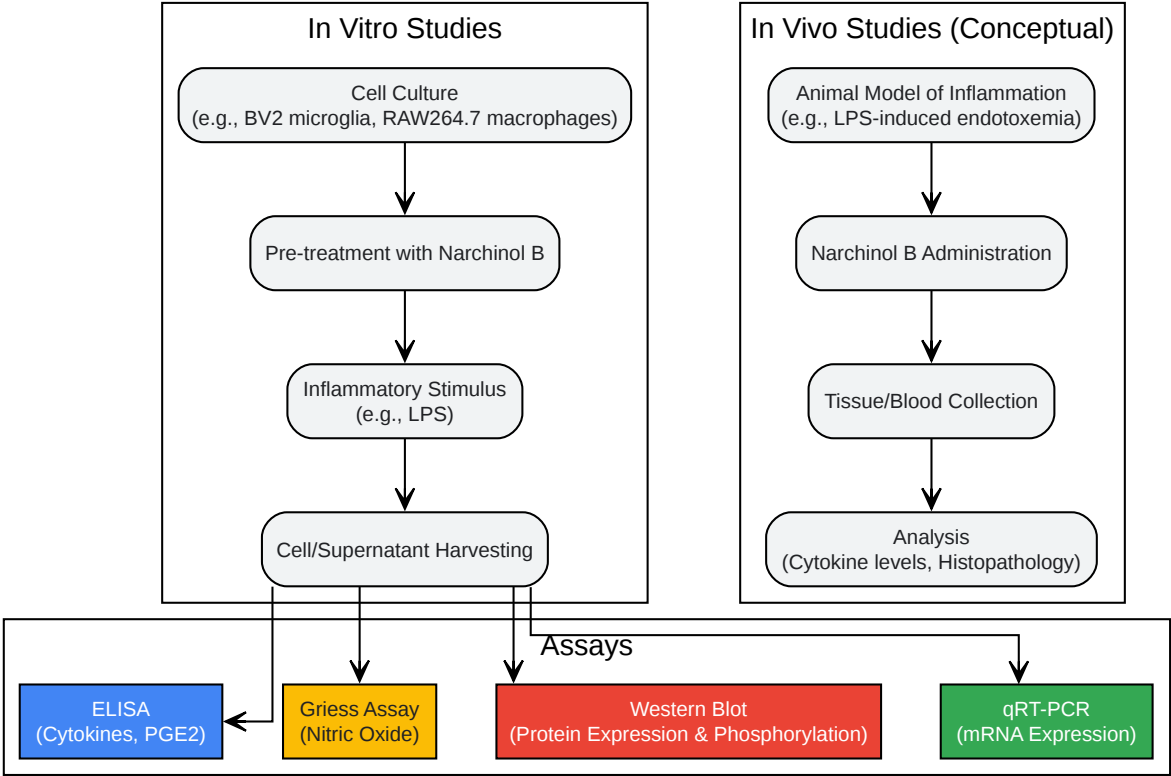 In Vitro Studies
Cell Culture
(e.g., BV2 microglia, RAW264.7 macrophages)
Pre-treatment with Narchinol B
Inflammatory Stimulus
(e.g., LPS)
Cell/Supernatant Harvesting
In Vivo Studies (Conceptual)
Animal Model of Inflammation
(e.g., LPS-induced endotoxemia)
Narchinol B Administration
Tissue/Blood Collection
Analysis
(Cytokine levels, Histopathology)
Assays
ELISA
(Cytokines, PGE2)
Griess Assay
(Nitric Oxide)
Western Blot
(Protein Expression & Phosphorylation)
qRT-PCR
(mRNA Expression)